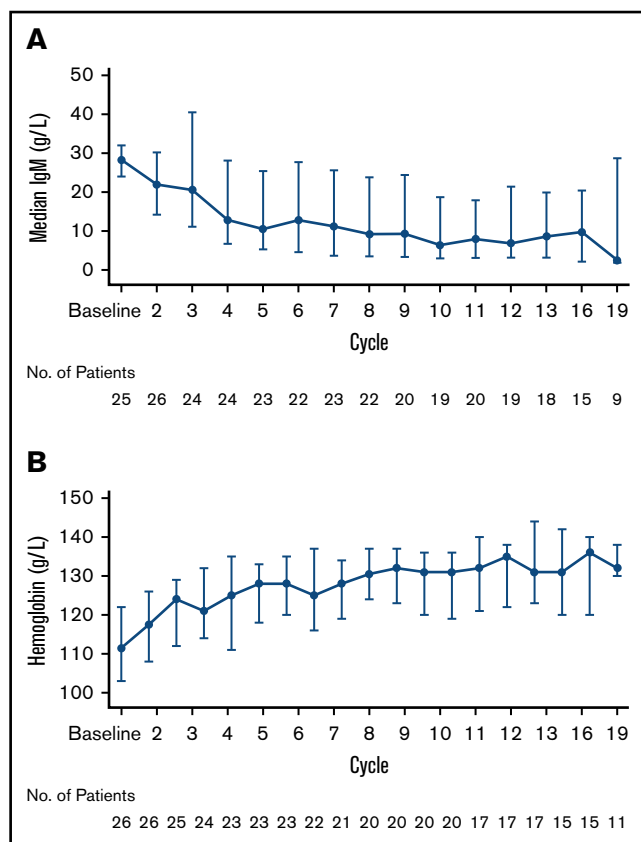 A
50
40
30
20
10
0
Median IgM (g/L)
Baseline 2 3 4 5 6 7 8 9 10 11 12 13 16 19
Cycle
No. of Patients
25 26 24 24 23 22 23 22 20 19 20 19 18 15 9
B
150
140
130
120
110
100
Hemoglobin (g/L)
Baseline 2 3 4 5 6 7 8 9 10 11 12 13 16 19
Cycle
No. of Patients
26 26 25 24 23 23 23 22 21 20 20 20 20 17 17 17 15 15 11